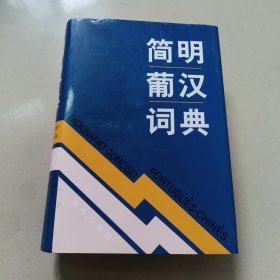 简明
葡汉
词典
DICIONÁRIO CONCISO
PORTUGUÊS-CHINÊS